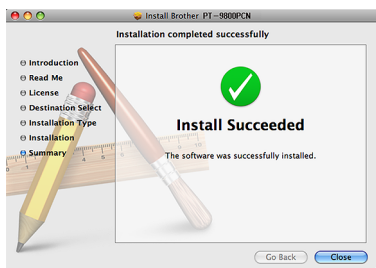 Install Brother PT-9800PCN
Installation completed successfully
Introduction
Read Me
License
Destination Select
Installation Type
Installation
Summary
Install Succeeded
The software was successfully installed.
Go Back
Close